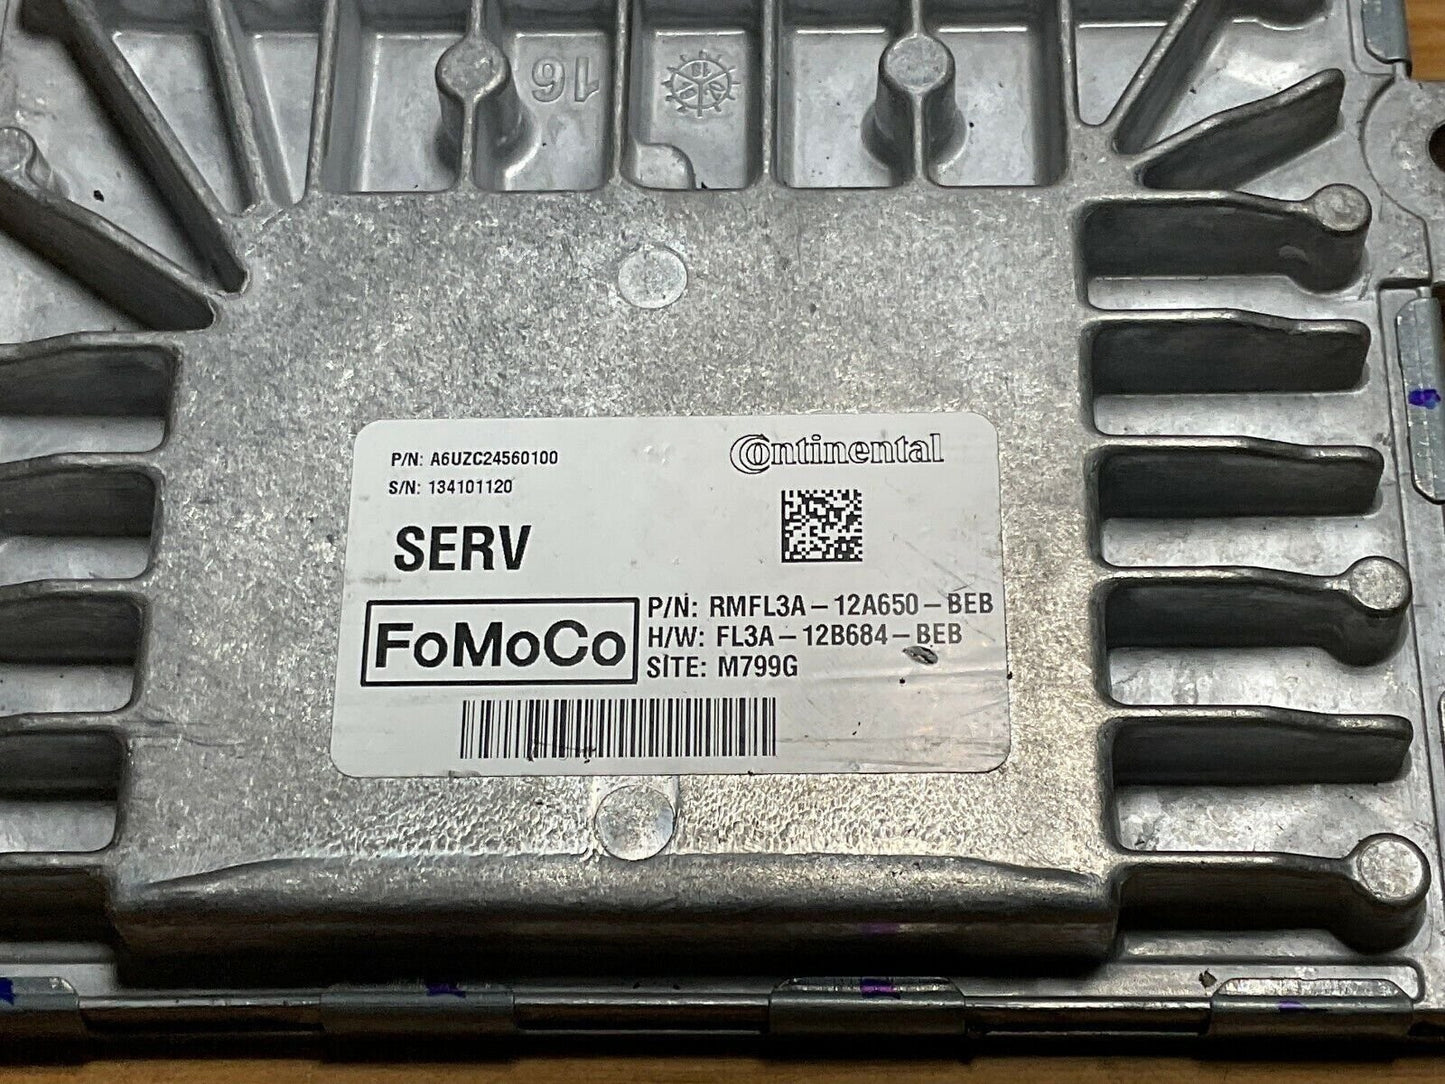 16
P/N: A6UZC24560100
Continental
S/N: 134101120
SERV
FoMoCo
P/N: RMFL3A-12A650-BEB
H/W: FL3A-12B684-BEB
SITE: M799G